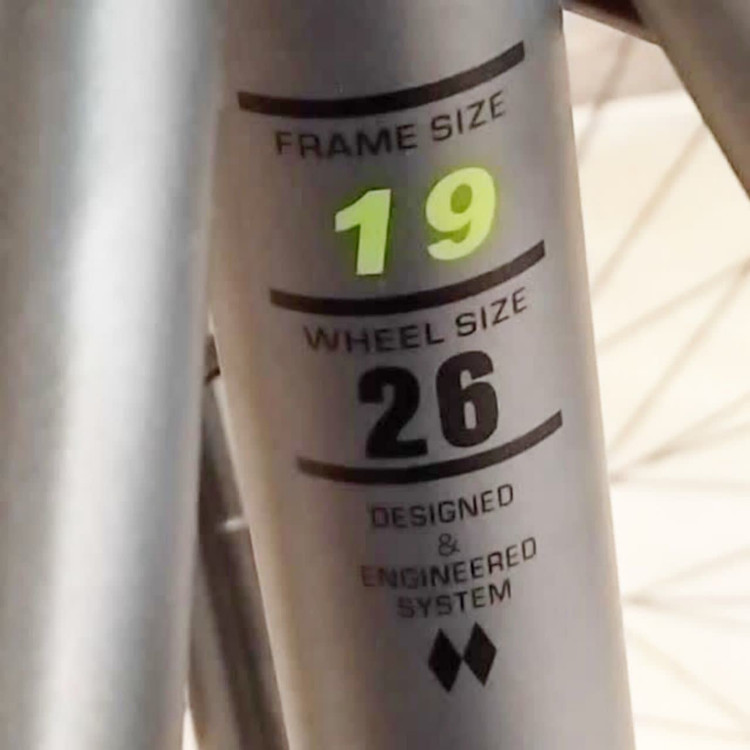 FRAME SIZE
19
WHEEL SIZE
26
DESIGNED
&
ENGINEERED
SYSTEM